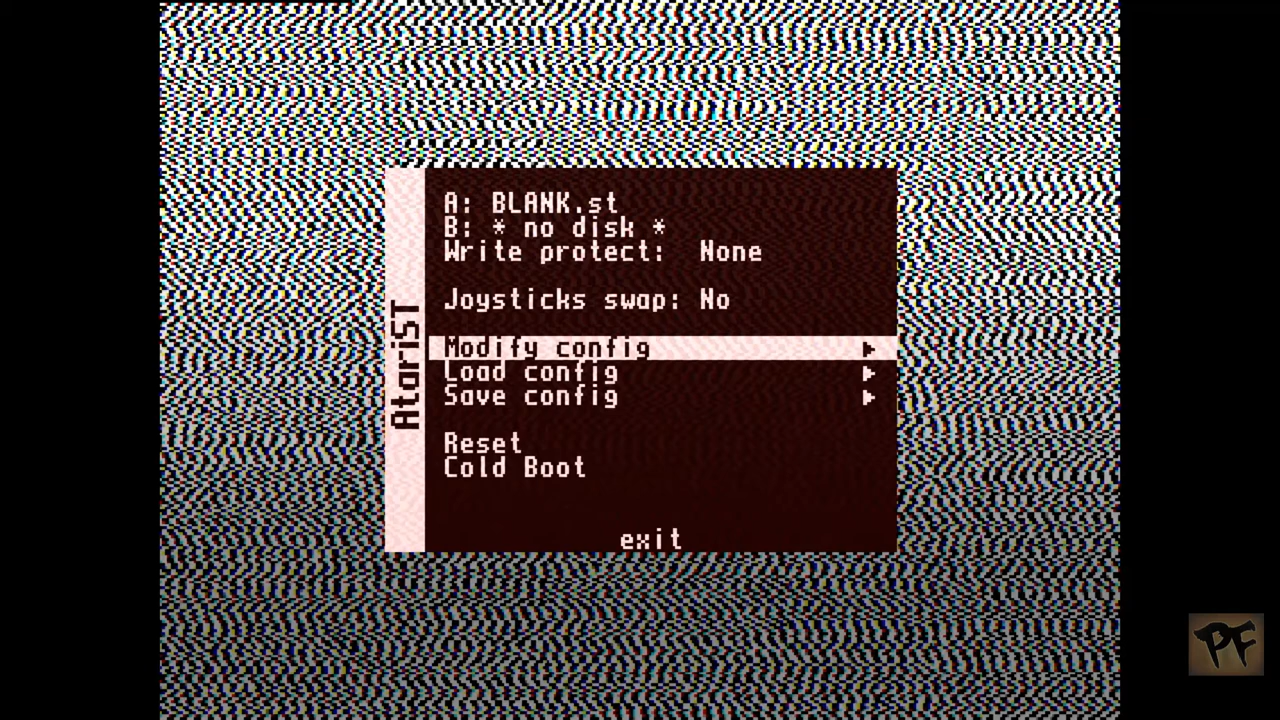 A: BLANK.st
B: * no disk *
Write protect: None
Joysticks swap: No
Modify config ►
Load config ►
Save config ►
Reset
Cold Boot
exit
AtariST
PF